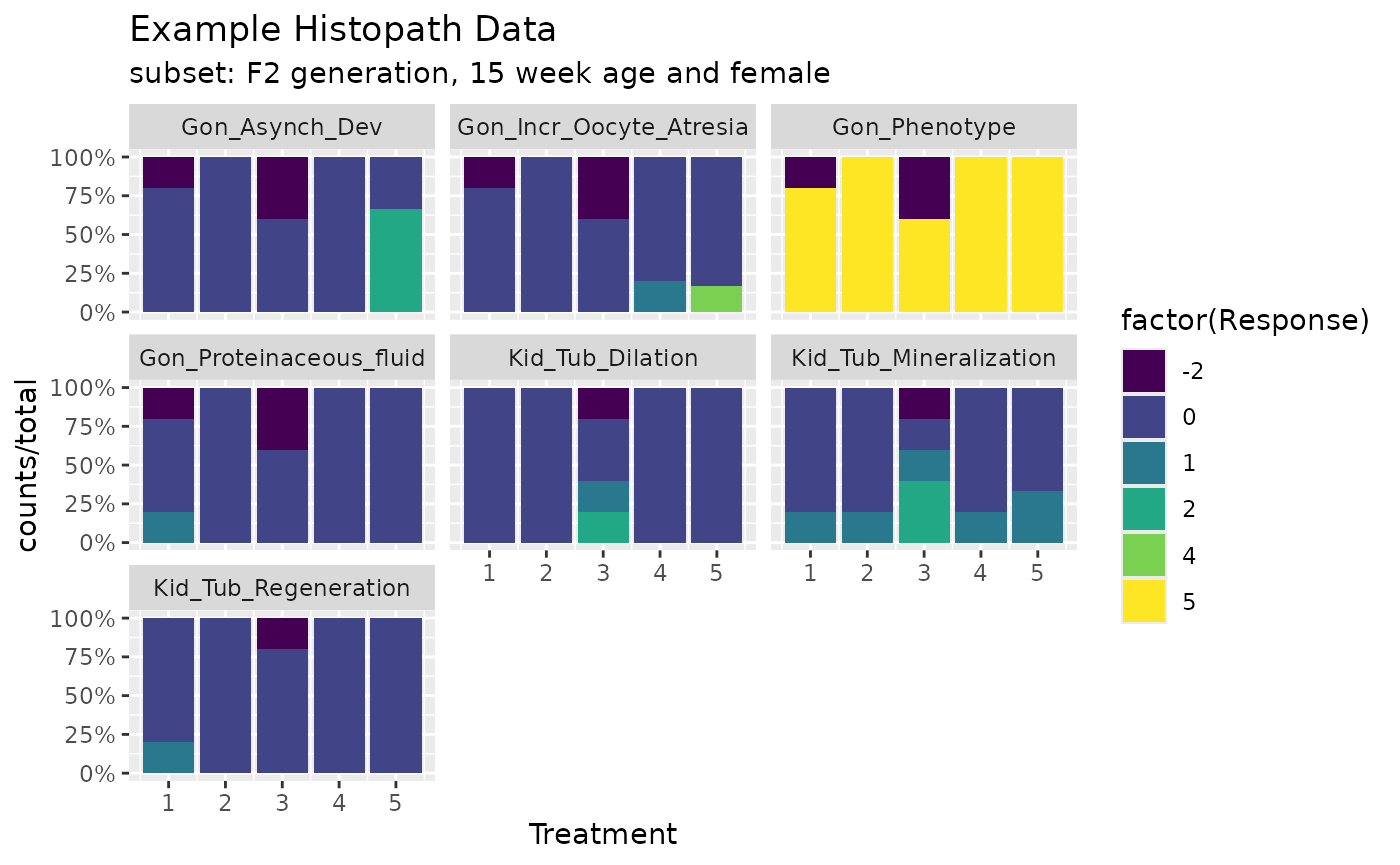 Example Histopath Data
subset: F2 generation, 15 week age and female
Gon_Asynch_Dev Gon_Incr_Oocyte_Atresia Gon_Phenotype
100%
75%
50%
25%
0%
Gon_Proteinaceous_fluid Kid_Tub_Dilation Kid_Tub_Mineralization
100%
75%
50%
25%
0%
1 2 3 4 5 1 2 3 4 5
Kid_Tub_Regeneration
100%
75%
50%
25%
0%
1 2 3 4 5
Treatment
counts/total
factor(Response)
-2
0
1
2
4
5